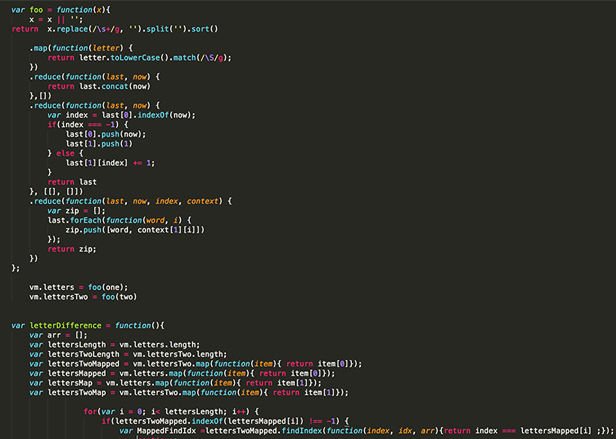 var foo = function(x){
x = x || '';
return x.replace(/\s+/g, '').split('').sort()
.map(function(letter) {
return letter.toLowerCase().match(/\S/g);
})
.reduce(function(last, now) {
return last.concat(now)
},[])
.reduce(function(last, now) {
var index = last[0].indexOf(now);
if(index === -1) {
last[0].push(now);
last[1].push(1)
} else {
last[1][index] += 1;
}
return last
}, [[], []])
.reduce(function(last, now, index, context) {
var zip = [];
last.forEach(function(word, i) {
zip.push([word, context[1][i]])
});
return zip;
})
};
vm.letters = foo(one);
vm.lettersTwo = foo(two)
var letterDifference = function(){
var arr = [];
var lettersLength = vm.letters.length;
var lettersTwoLength = vm.lettersTwo.length;
var lettersTwoMapped = vm.lettersTwo.map(function(item){ return item[0]});
var lettersMapped = vm.letters.map(function(item){ return item[0]});
var lettersMap = vm.letters.map(function(item){ return item[1]});
var lettersTwoMap = vm.lettersTwo.map(function(item){ return item[1]});
for(var i = 0; i< lettersLength; i++) {
if(lettersTwoMapped.indexOf(lettersMapped[i]) !== -1) {
var MappedFindIdx =lettersTwoMapped.findIndex(function(index, idx, arr){return index === lettersMapped[i] ;});